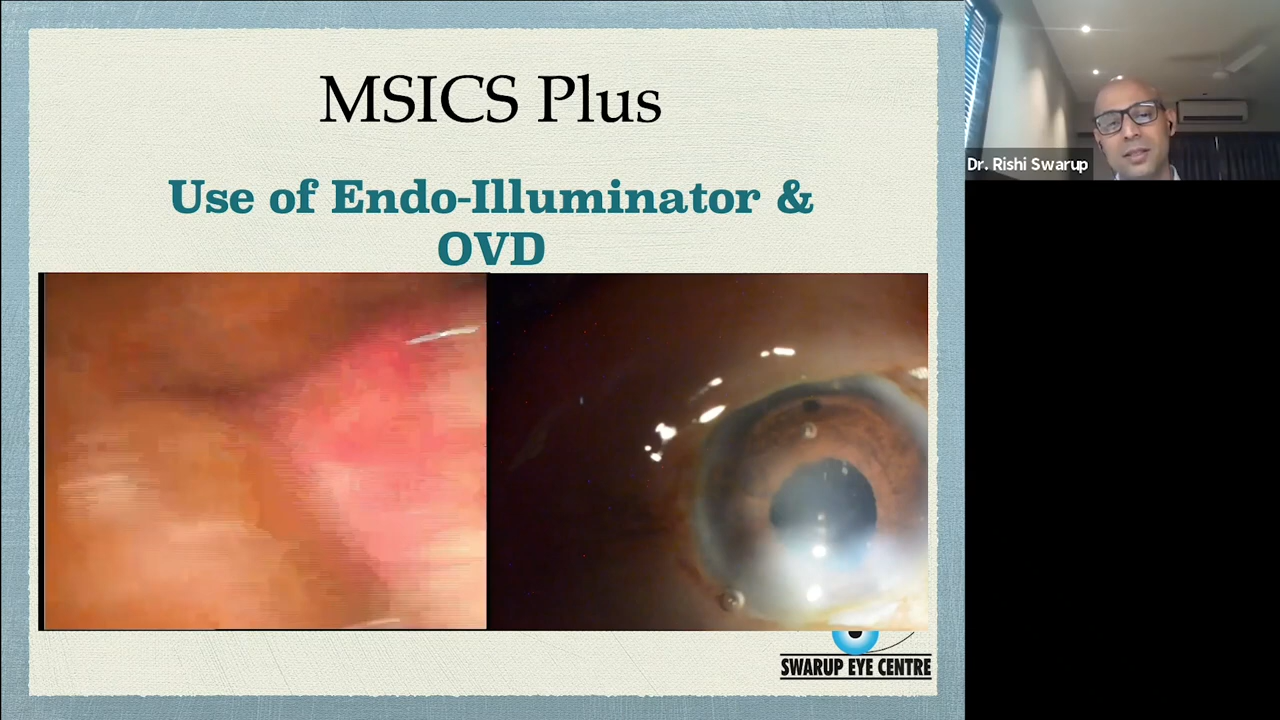 MSICS Plus
Use of Endo-Illuminator &
OVD
Dr. Rishi Swarup
SWARUP EYE CENTRE